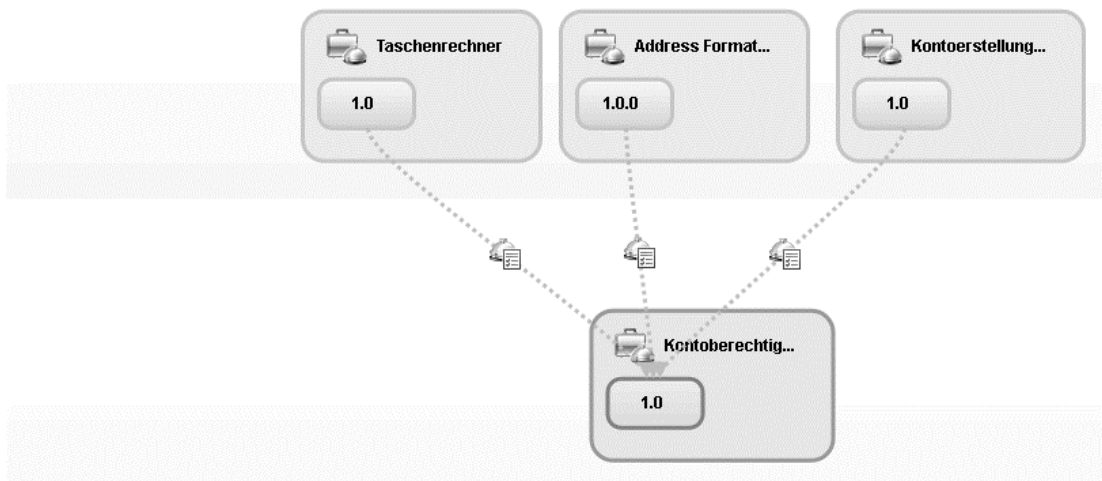 Taschenrechner
1.0
Address Format...
1.0.0
Kontoerstellung...
1.0
Kontoberechtig...
1.0